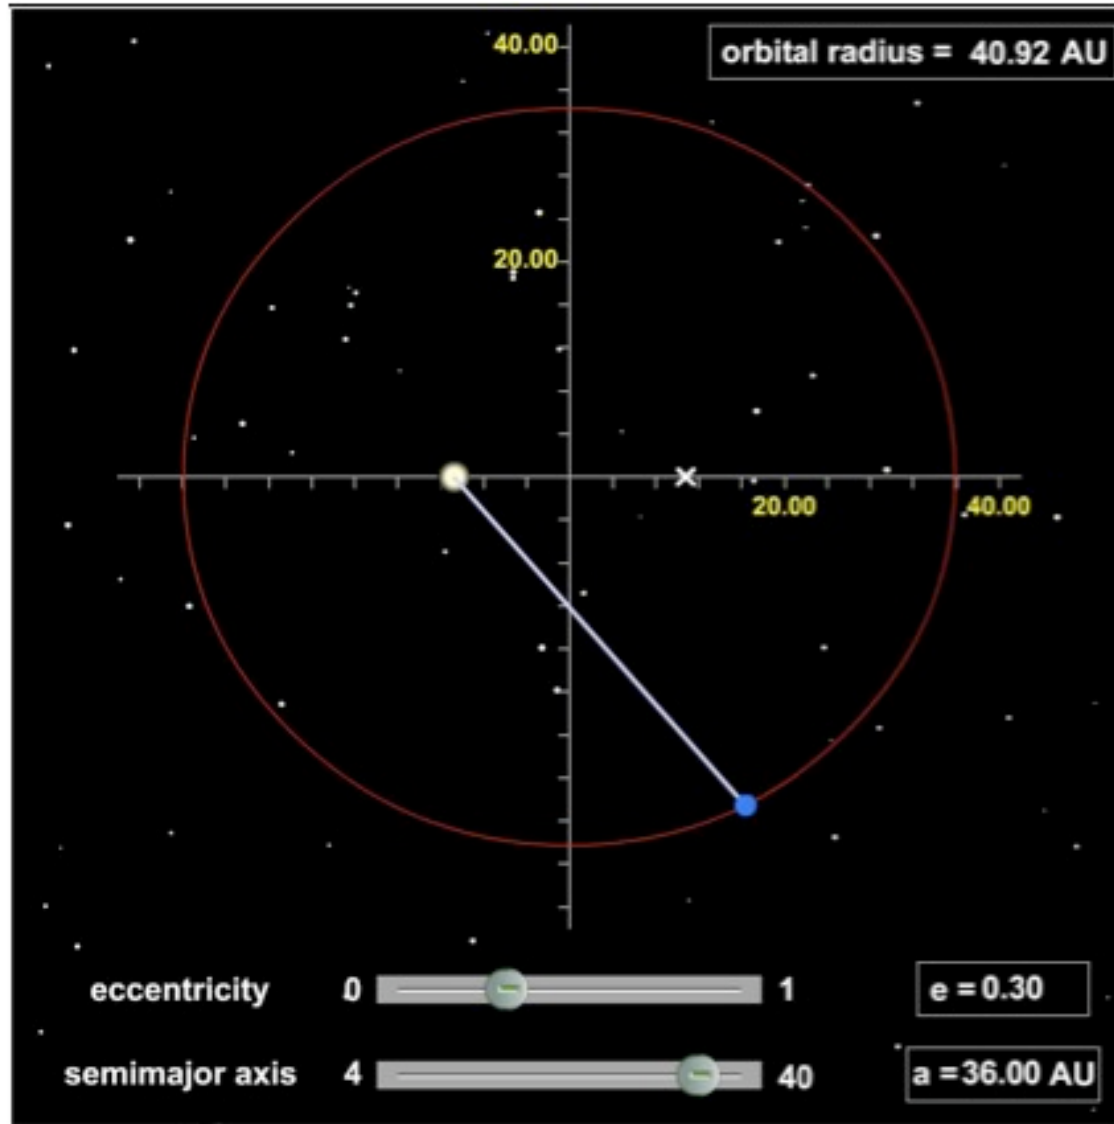 40.00
orbital radius = 40.92 AU
20.00
20.00
40.00
eccentricity 0 1 e = 0.30
semimajor axis 4 40 a = 36.00 AU